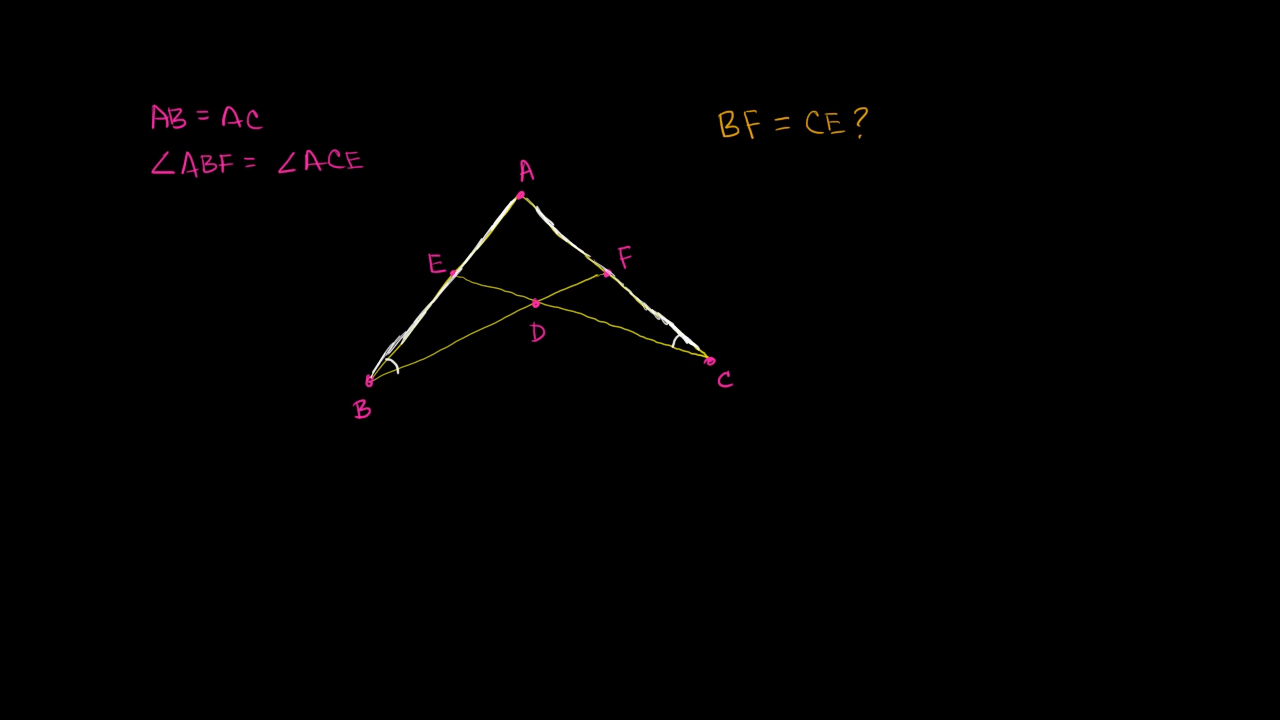 AB = AC
∠ABF = ∠ACE
BF = CE?
A
E
F
D
B
C